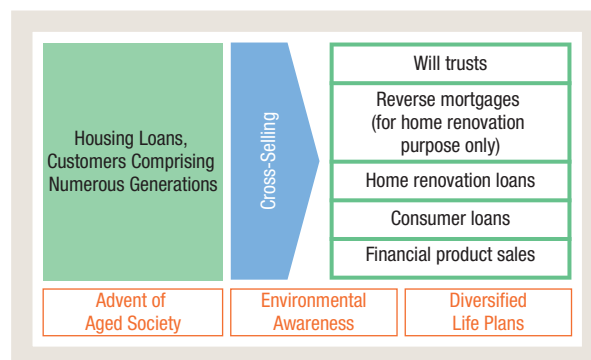 Housing Loans,
Customers Comprising
Numerous Generations
Cross-Selling
Will trusts
Reverse mortgages
(for home renovation
purpose only)
Home renovation loans
Consumer loans
Financial product sales
Advent of
Aged Society
Environmental
Awareness
Diversified
Life Plans